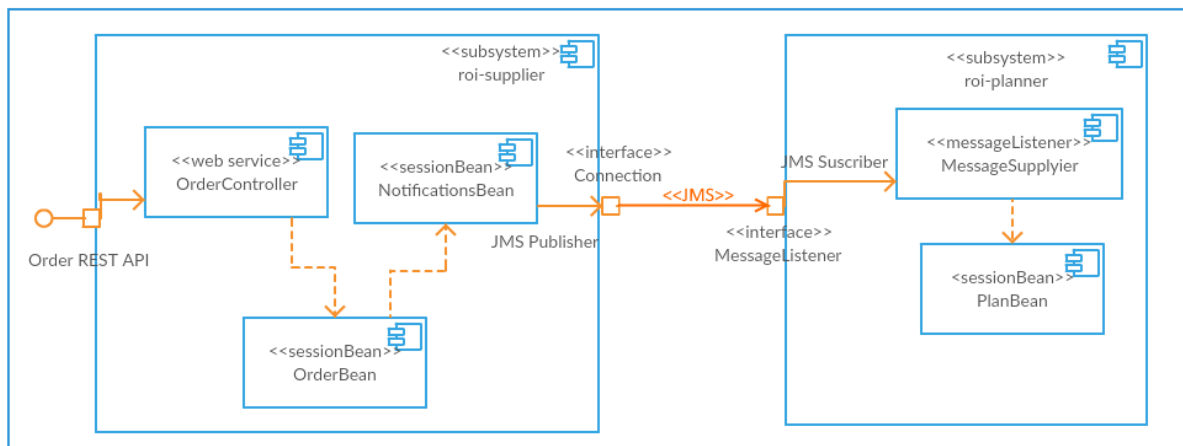 <<subsystem>>
roi-supplier
<<web service>>
OrderController
<<sessionBean>>
NotificationsBean
<<interface>>
Connection
<<JMS>>
JMS Publisher
Order REST API
<<sessionBean>>
OrderBean
<<subsystem>>
roi-planner
<<messageListener>>
MessageSupplyier
JMS Suscriber
<<interface>>
MessageListener
<<sessionBean>>
PlanBean